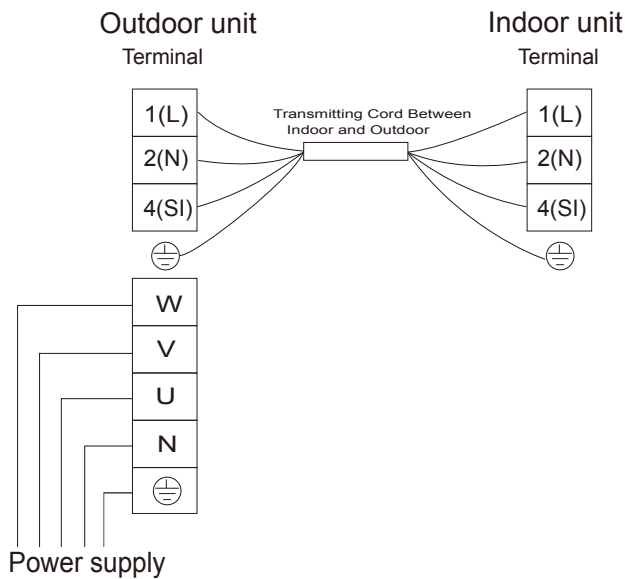 Outdoor unit
Indoor unit
Terminal
Terminal
1(L)
Transmitting Cord Between
Indoor and Outdoor
1(L)
2(N)
2(N)
4(SI)
4(SI)
W
V
U
N
Power supply